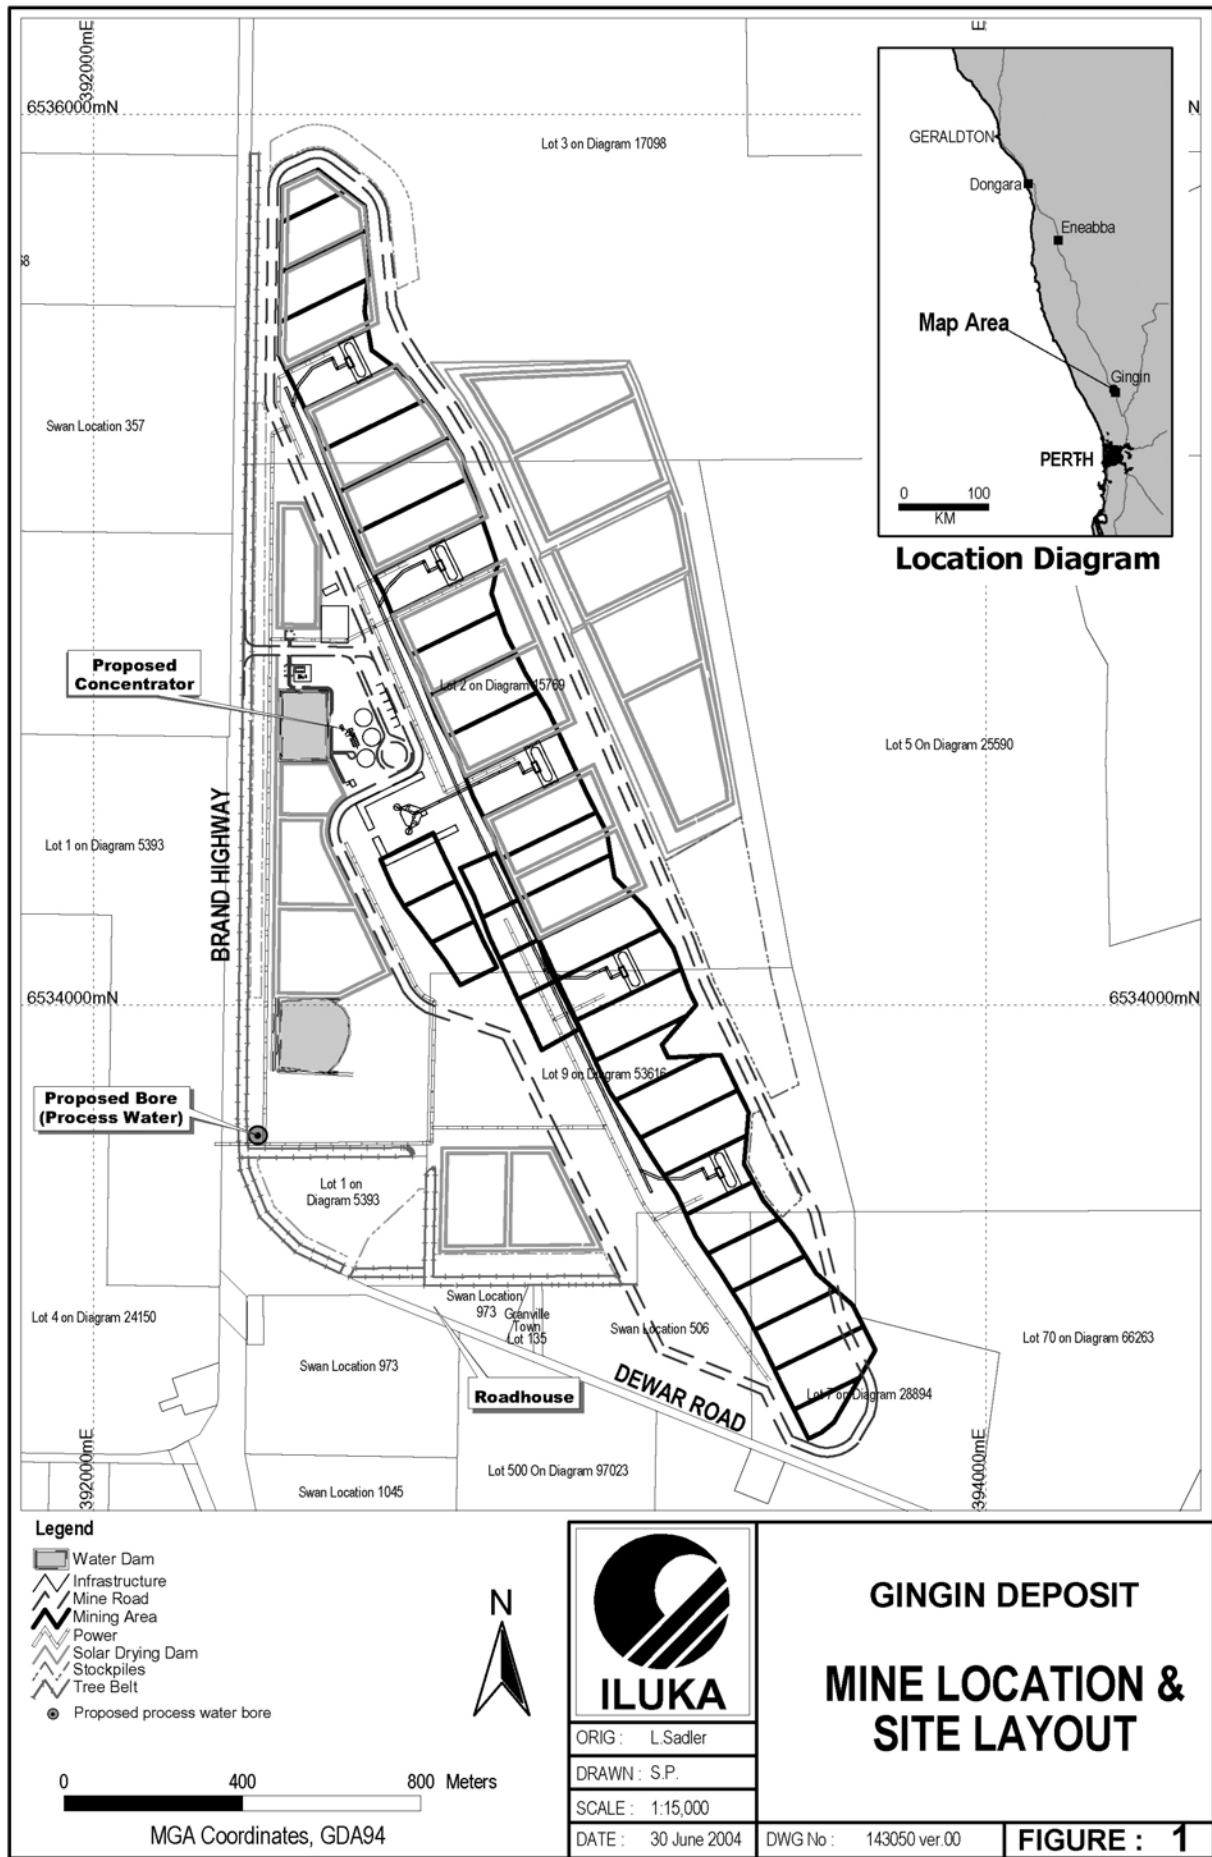 392000mE
E
6536000mN
N
Lot 3 on Diagram 17098
GERALDTON
Dongara
Eneabba
Map Area
Gingin
PERTH
0 100
KM
Location Diagram
Swan Location 357
Proposed
Concentrator
Lot 2 on Diagram 15769
Lot 5 On Diagram 25590
Lot 1 on Diagram 5393
BRAND HIGHWAY
6534000mN
6534000mN
Lot 9 on Diagram 53616
Proposed Bore
(Process Water)
Lot 1 on
Diagram 5393
Lot 4 on Diagram 24150
Swan Location
973
Granville
Town
Lot 135
Swan Location 506
Lot 70 on Diagram 66263
Swan Location 973
Roadhouse
DEWAR ROAD
Lot 7 on Diagram 28894
392000mE
394000mE
Lot 500 On Diagram 97023
Swan Location 1045
Legend
Water Dam
Infrastructure
Mine Road
Mining Area
Power
Solar Drying Dam
Stockpiles
Tree Belt
Proposed process water bore
N
0 400 800 Meters
MGA Coordinates, GDA94
ILUKA
ORIG : L.Sadler
DRAWN : S.P.
SCALE : 1:15,000
DATE : 30 June 2004
GINGIN DEPOSIT
MINE LOCATION &
SITE LAYOUT
DWG No : 143050 ver.00
FIGURE : 1